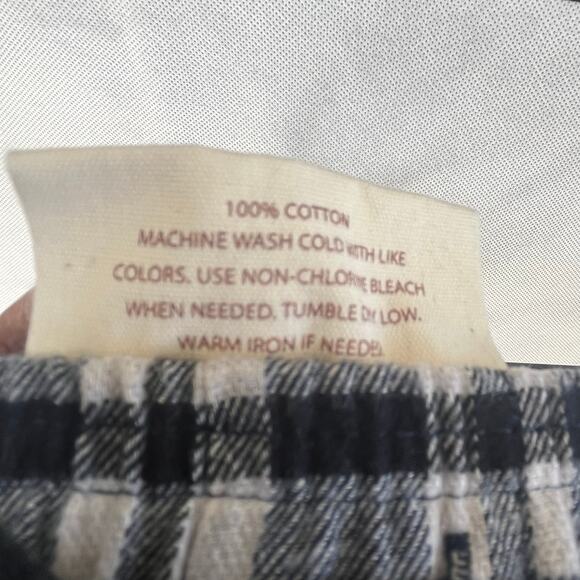 100% COTTON
MACHINE WASH COLD WITH LIKE
COLORS. USE NON-CHLORINE BLEACH
WHEN NEEDED. TUMBLE DRY LOW.
WARM IRON IF NEEDED.